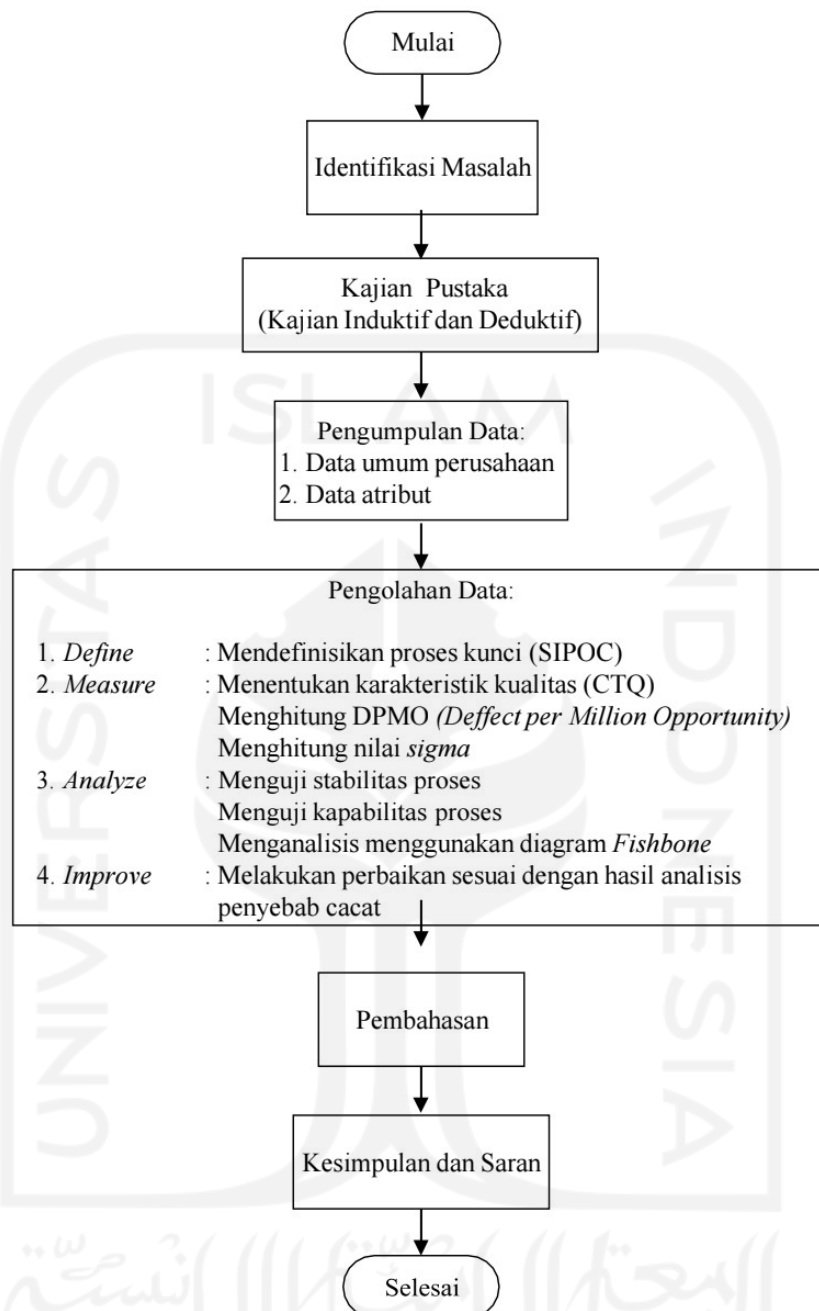 Mulai
Identifikasi Masalah
Kajian Pustaka
(Kajian Induktif dan Deduktif)
Pengumpulan Data:
1. Data umum perusahaan
2. Data atribut
Pengolahan Data:
1. Define : Mendefinisikan proses kunci (SIPOC)
2. Measure : Menentukan karakteristik kualitas (CTQ)
Menghitung DPMO (Deffect per Million Opportunity)
Menghitung nilai sigma
3. Analyze : Menguji stabilitas proses
Menguji kapabilitas proses
Menganalisis menggunakan diagram Fishbone
4. Improve : Melakukan perbaikan sesuai dengan hasil analisis
penyebab cacat
Pembahasan
Kesimpulan dan Saran
Selesai
UNIVERSITAS
ISLAM
INDONESIA